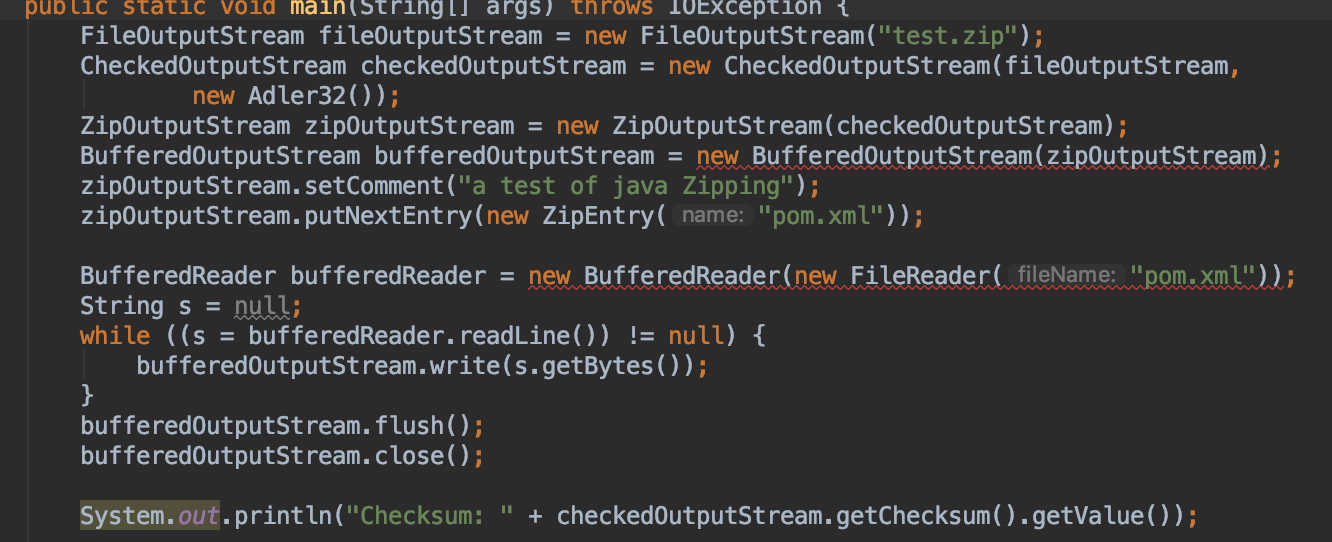 public static void main(String[] args) throws IOException {
FileOutputStream fileOutputStream = new FileOutputStream("test.zip");
CheckedOutputStream checkedOutputStream = new CheckedOutputStream(fileOutputStream,
new Adler32());
ZipOutputStream zipOutputStream = new ZipOutputStream(checkedOutputStream);
BufferedOutputStream bufferedOutputStream = new BufferedOutputStream(zipOutputStream);
zipOutputStream.setComment("a test of java Zipping");
zipOutputStream.putNextEntry(new ZipEntry( name: "pom.xml"));
BufferedReader bufferedReader = new BufferedReader(new FileReader( fileName: "pom.xml"));
String s = null;
while ((s = bufferedReader.readLine()) != null) {
bufferedOutputStream.write(s.getBytes());
}
bufferedOutputStream.flush();
bufferedOutputStream.close();
System.out.println("Checksum: " + checkedOutputStream.getChecksum().getValue());